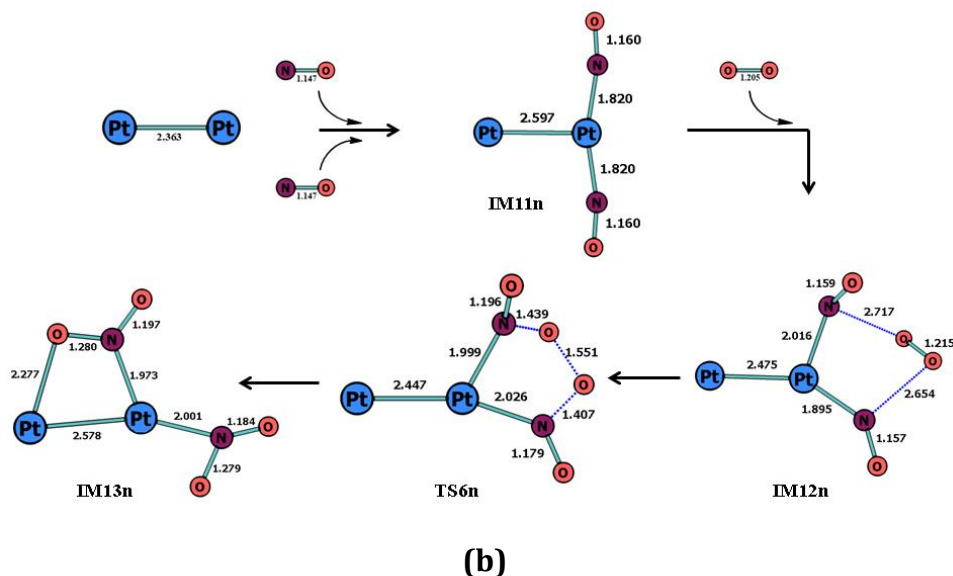 Pt 2.363 Pt
N 1.147 O
N 1.147 O
O
1.160
N
1.820
Pt 2.597 Pt
1.820
N
1.160
O
IM11n
O 1.205 O
O
1.197
O 1.280 N
2.277
1.973
Pt 2.578 Pt
2.001
N
1.184
O
1.279
O
IM13n
O
1.196
N
1.439
O
1.551
O
1.999
Pt 2.447 Pt
2.026
1.407
N
1.179
O
TS6n
1.159
O
N
2.717
O
1.215
O
2.016
Pt 2.475 Pt
2.654
1.895
N
1.157
O
IM12n
(b)